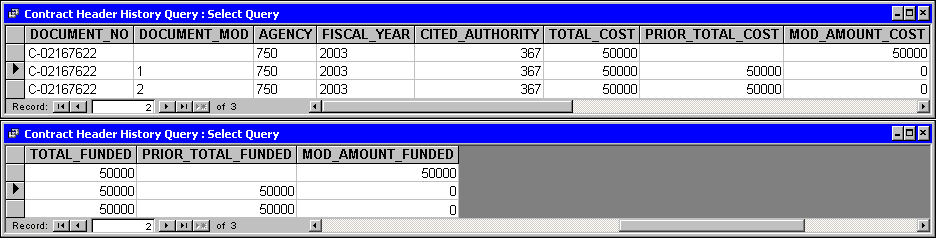 Contract Header History Query : Select Query
DOCUMENT_NO DOCUMENT_MOD AGENCY FISCAL_YEAR CITED_AUTHORITY TOTAL_COST PRIOR_TOTAL_COST MOD_AMOUNT_COST
C-02167622 750 2003 367 50000 50000
C-02167622 1 750 2003 367 50000 50000 0
C-02167622 2 750 2003 367 50000 50000 0
Record: 2 of 3
Contract Header History Query : Select Query
TOTAL_FUNDED PRIOR_TOTAL_FUNDED MOD_AMOUNT_FUNDED
50000 50000
50000 50000 0
50000 50000 0
Record: 2 of 3